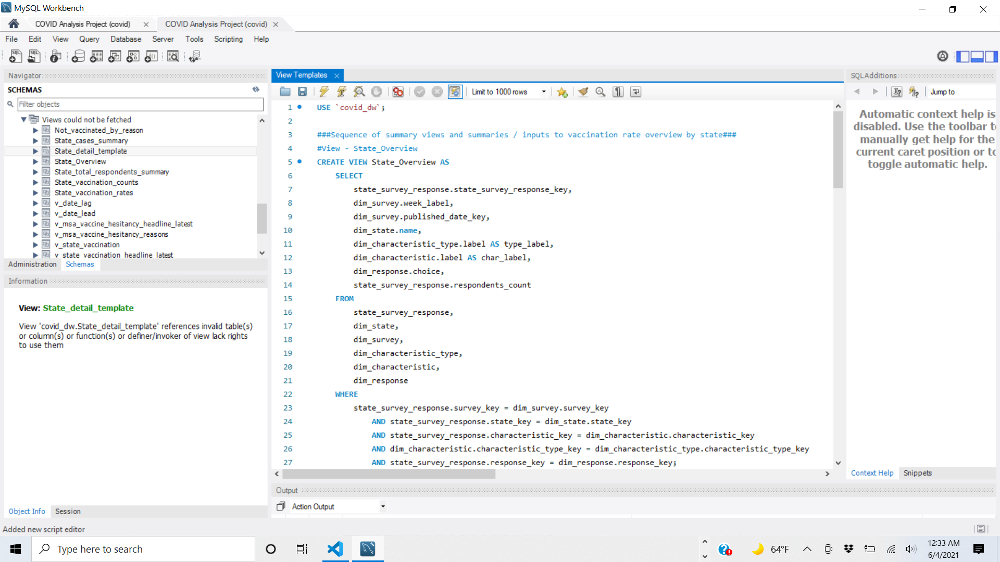 MySQL Workbench
COVID Analysis Project (covid)
COVID Analysis Project (covid)
File Edit View Query Database Server Tools Scripting Help
Navigator
SCHEMAS
Filter objects
Views could not be fetched
Not_vaccinated_by_reason
State_cases_summary
State_detail_template
State_Overview
State_total_respondents_summary
State_vaccination_counts
State_vaccination_rates
v_date_lag
v_date_lead
v_msa_vaccine_hesitancy_headline_latest
v_msa_vaccine_hesitancy_reasons
v_state_vaccination
v_state_vaccination_headline_latest
Administration Schemas
Information
View: State_detail_template
View 'covid_dw.State_detail_template' references invalid table(s)
or column(s) or function(s) or definer/invoker of view lack rights
to use them
Object Info Session
Added new script editor
View Templates
Limit to 1000 rows
1 USE `covid_dw`;
2
3 ###Sequence of summary views and summaries / inputs to vaccination rate overview by state###
4 #View - State_Overview
5 CREATE VIEW State_Overview AS
6 SELECT
7 state_survey_response.state_survey_response_key,
8 dim_survey.week_label,
9 dim_survey.published_date_key,
10 dim_state.name,
11 dim_characteristic_type.label AS type_label,
12 dim_characteristic.label AS char_label,
13 dim_response.choice,
14 state_survey_response.respondents_count
15 FROM
16 state_survey_response,
17 dim_state,
18 dim_survey,
19 dim_characteristic_type,
20 dim_characteristic,
21 dim_response
22 WHERE
23 state_survey_response.survey_key = dim_survey.survey_key
24 AND state_survey_response.state_key = dim_state.state_key
25 AND state_survey_response.characteristic_key = dim_characteristic.characteristic_key
26 AND dim_characteristic.characteristic_type_key = dim_characteristic_type.characteristic_type_key
27 AND state_survey_response.response_key = dim_response.response_key;
Output
Action Output
SQLAdditions
Jump to
Automatic context help is
disabled. Use the toolbar t
manually get help for the
current caret position or to
toggle automatic help.
Context Help Snippets
Type here to search
64°F
12:33 AM
6/4/2021